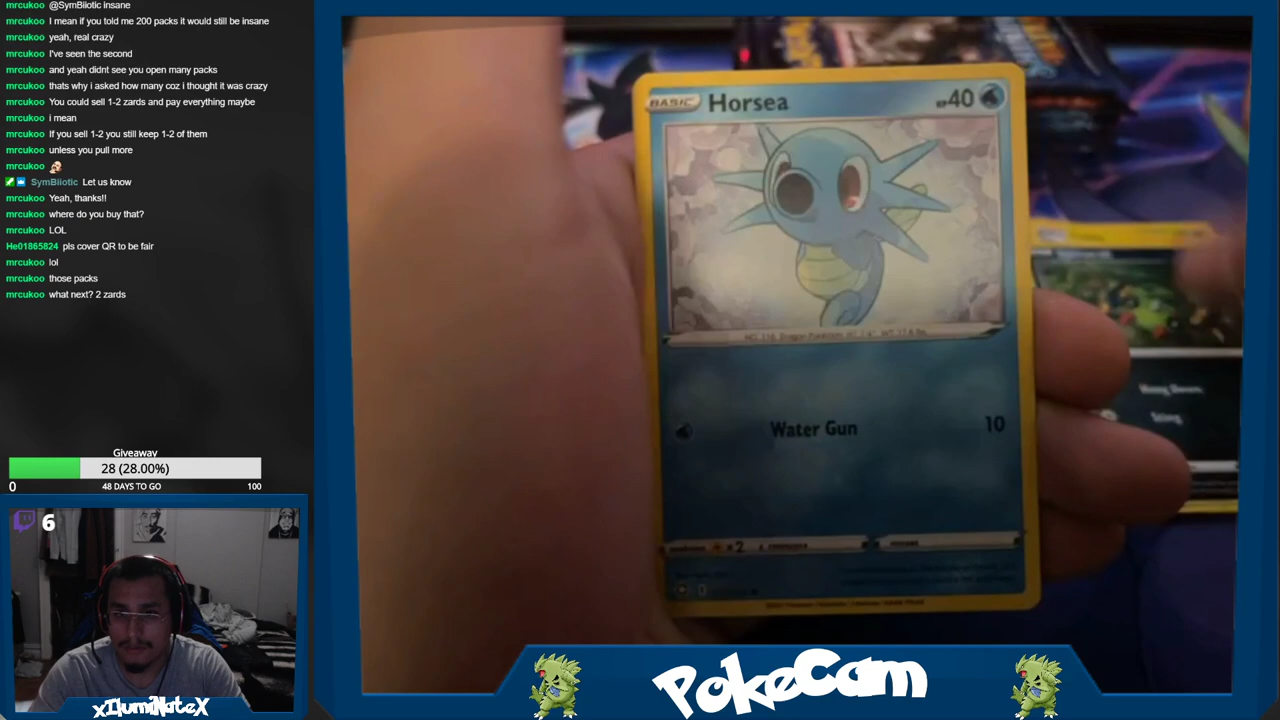 mrcukoo @SymBiiotic insane
mrcukoo I mean if you told me 200 packs it would still be insane
mrcukoo yeah, real crazy
mrcukoo I've seen the second
mrcukoo and yeah didnt see you open many packs
mrcukoo thats why i asked how many coz i thought it was crazy
mrcukoo You could sell 1-2 zards and pay everything maybe
mrcukoo i mean
mrcukoo If you sell 1-2 you still keep 1-2 of them
mrcukoo unless you pull more
mrcukoo
SymBiiotic Let us know
mrcukoo Yeah, thanks!!
mrcukoo where do you buy that?
mrcukoo LOL
He01865824 pls cover QR to be fair
mrcukoo lol
mrcukoo those packs
mrcukoo what next? 2 zards
Giveaway
28 (28.00%)
0 48 DAYS TO GO 100
6
xIlumiNateX
BASIC Horsea 40
Water Gun 10
x2
Sting
PokeCam